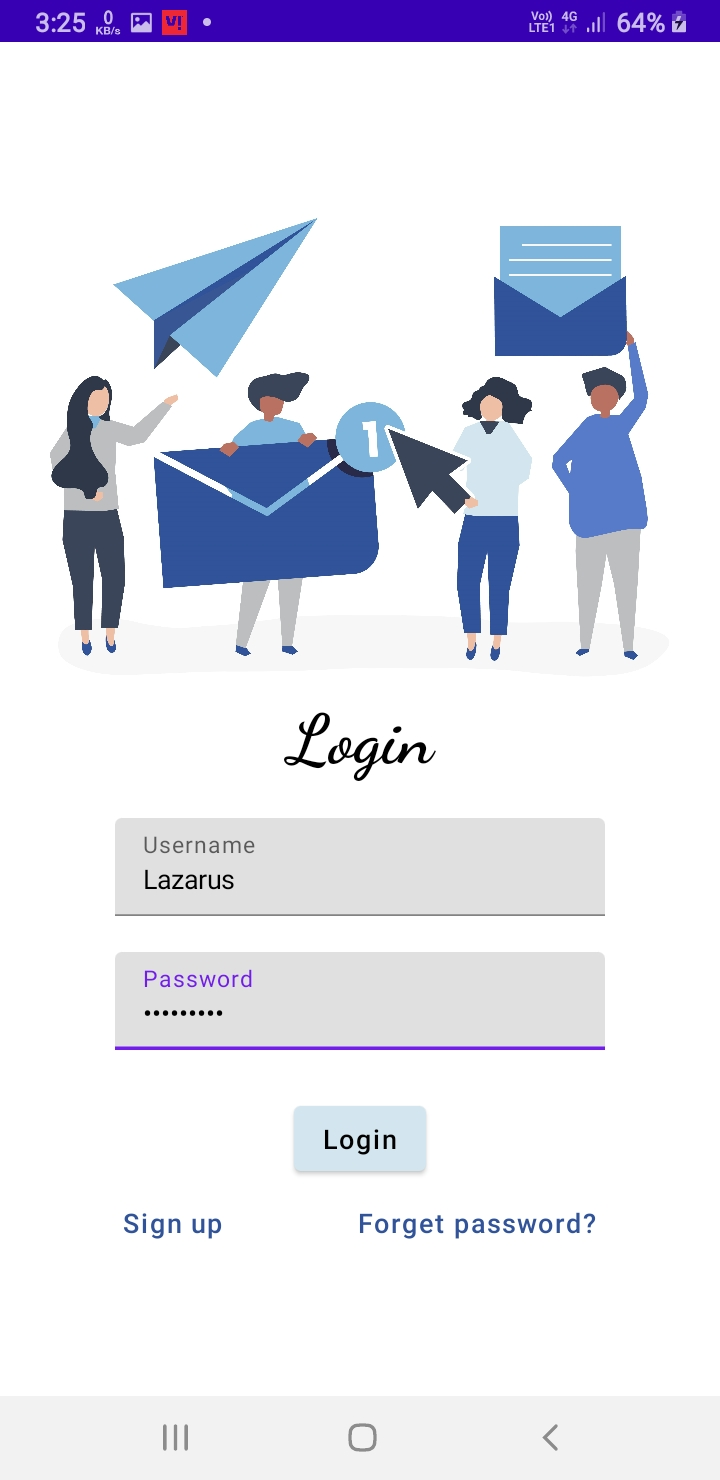 3:25 0 KB/s V! Vo)) LTE1 4G 64%
1
Login
Username
Lazarus
Password
•••••••••
Login
Sign up Forget password?